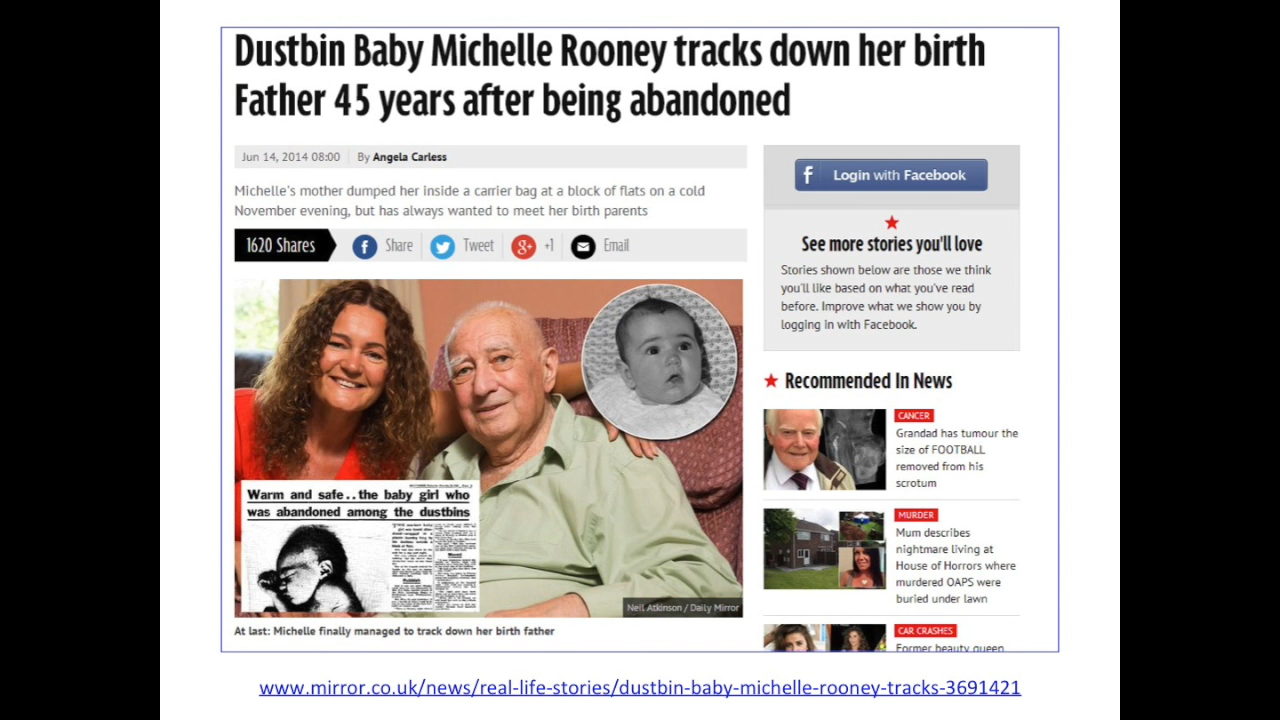 Dustbin Baby Michelle Rooney tracks down her birth
Father 45 years after being abandoned
Jun 14, 2014 08:00
By Angela Carless
Michelle's mother dumped her inside a carrier bag at a block of flats on a cold
November evening, but has always wanted to meet her birth parents
1620 Shares
Share
Tweet
+1
Email
Warm and safe..the baby girl who
was abandoned among the dustbins
Neil Atkinson / Daily Mirror
At last: Michelle finally managed to track down her birth father
f Login with Facebook
See more stories you'll love
Stories shown below are those we think
you'll like based on what you've read
before. Improve what we show you by
logging in with Facebook.
Recommended In News
CANCER
Grandad has tumour the
size of FOOTBALL
removed from his
scrotum
MURDER
Mum describes
nightmare living at
House of Horrors where
murdered OAPS were
buried under lawn
CAR CRASHES
Former beauty queen
www.mirror.co.uk/news/real-life-stories/dustbin-baby-michelle-rooney-tracks-3691421